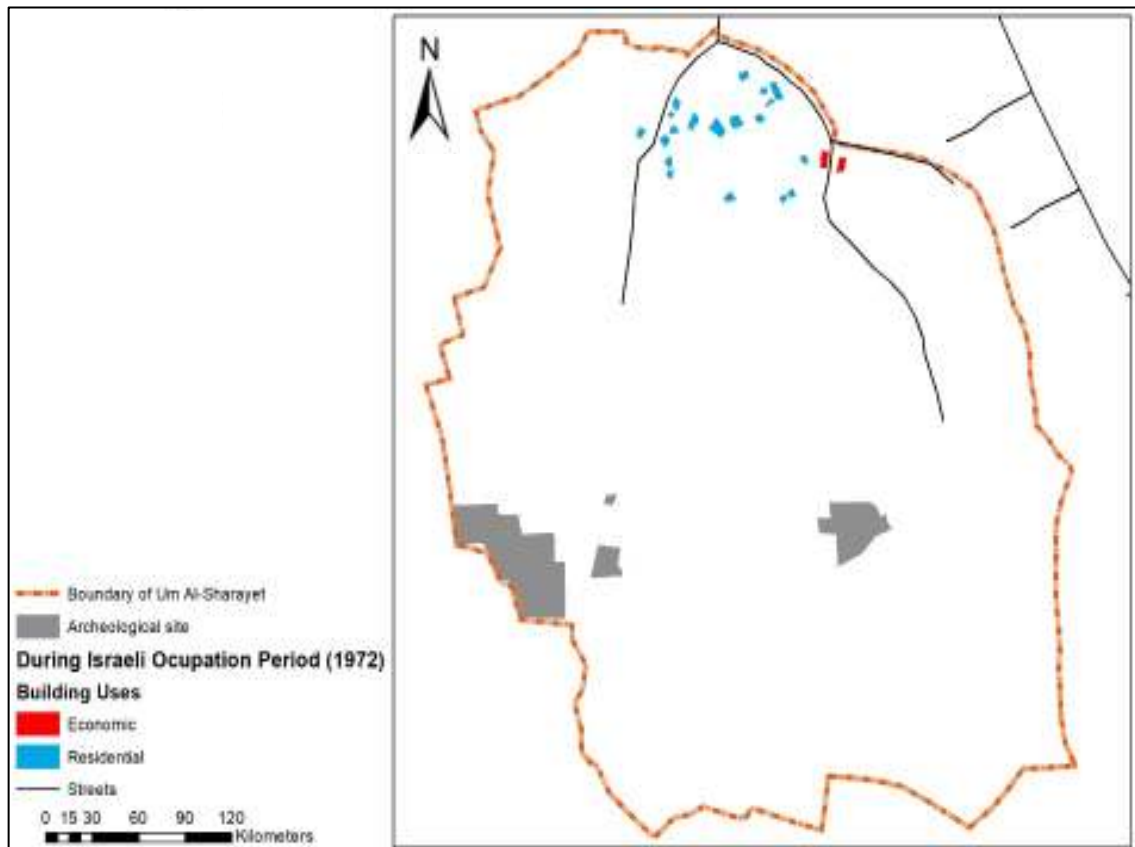 N
Boundary of Um Al-Sharayet
Archeological site
During Israeli Ocupation Period (1972)
Building Uses
Economic
Residential
Streets
0 15 30 60 90 120
Kilometers